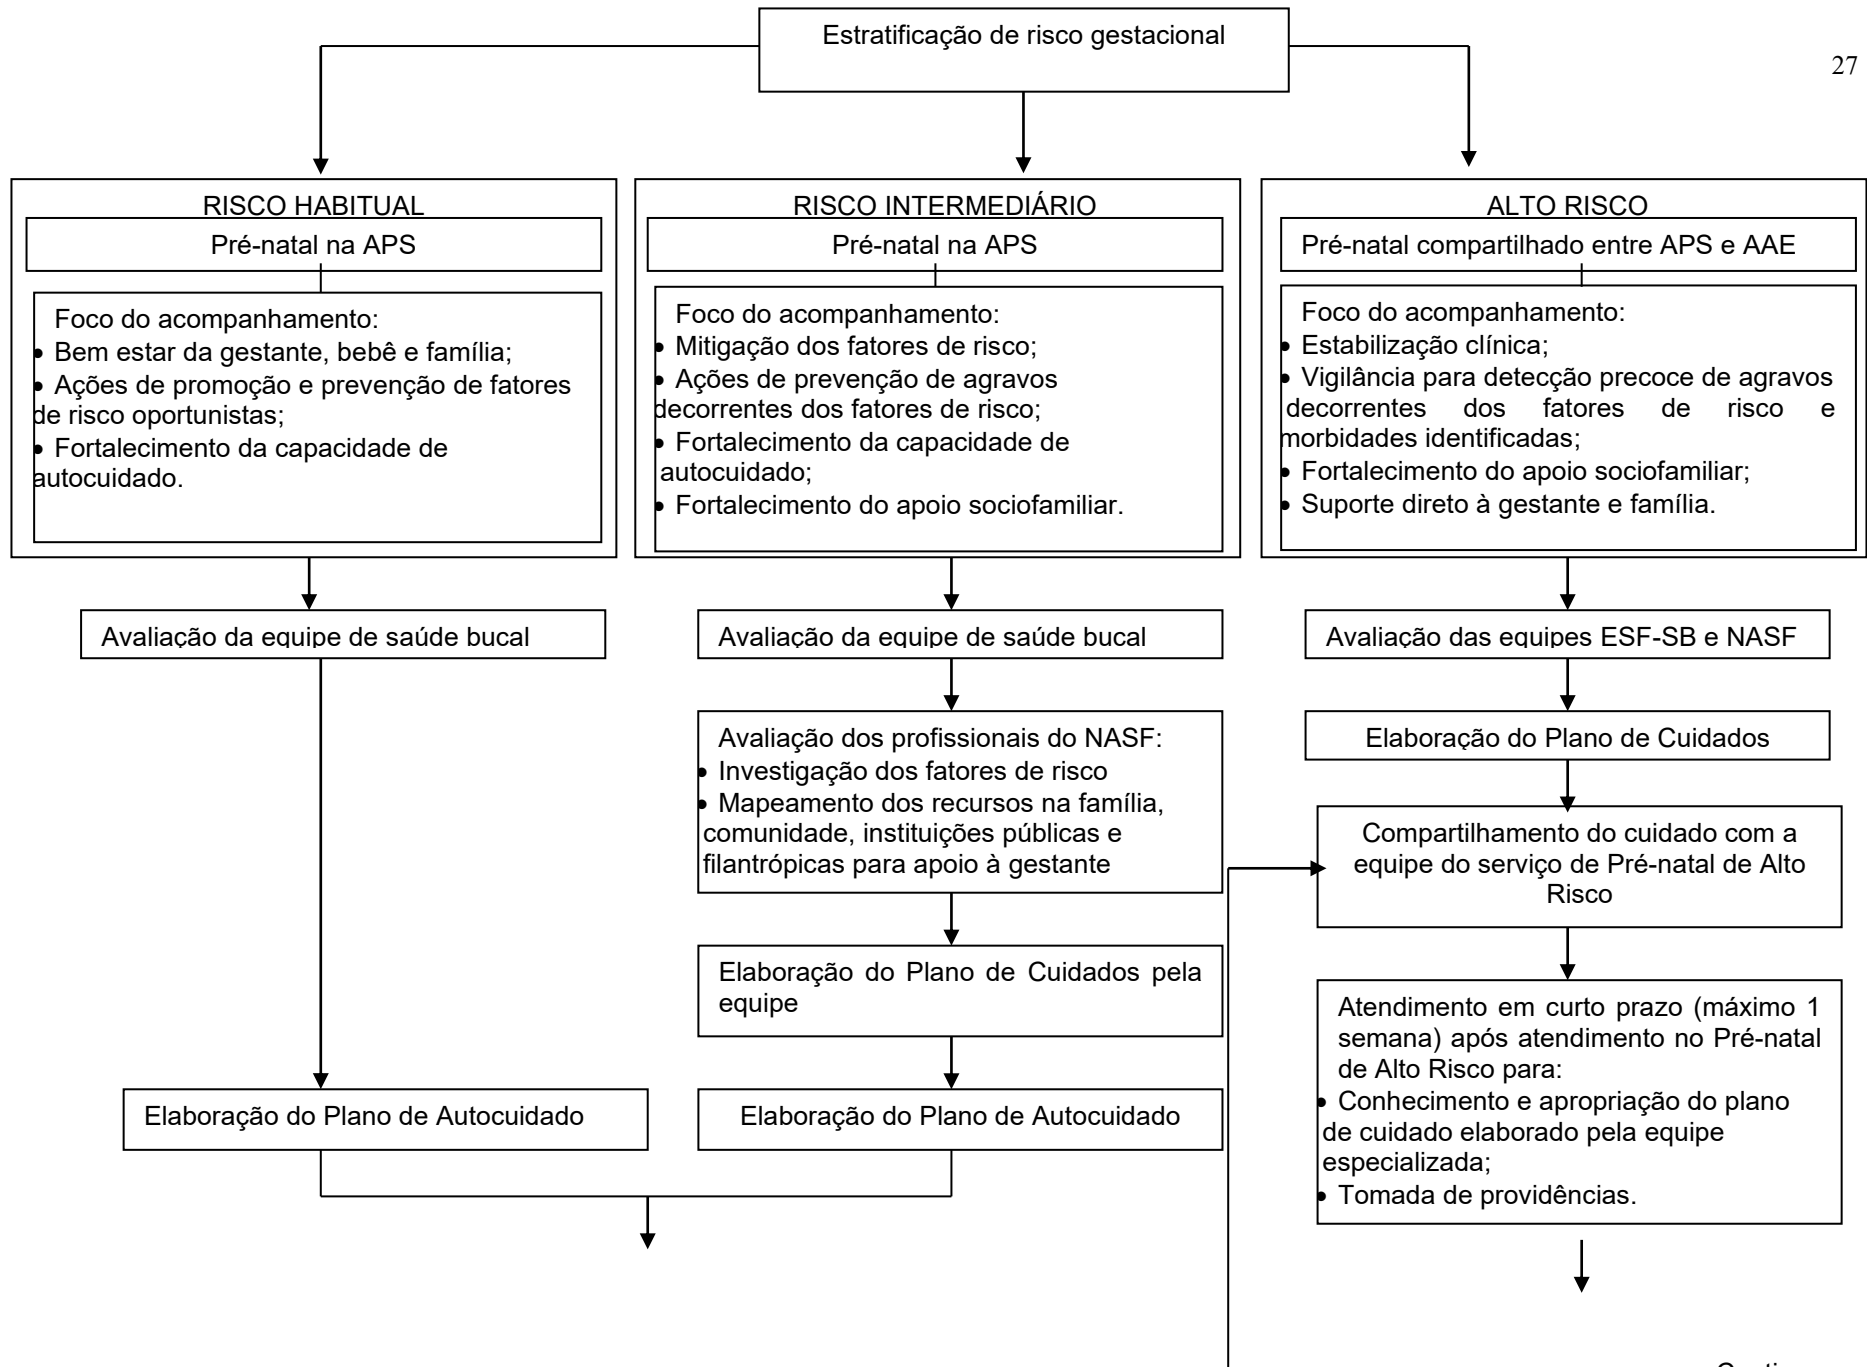 Estratificação de risco gestacional
27
RISCO HABITUAL
Pré-natal na APS
Foco do acompanhamento:
• Bem estar da gestante, bebê e família;
• Ações de promoção e prevenção de fatores
de risco oportunistas;
• Fortalecimento da capacidade de
autocuidado.
Avaliação da equipe de saúde bucal
Elaboração do Plano de Autocuidado
RISCO INTERMEDIÁRIO
Pré-natal na APS
Foco do acompanhamento:
• Mitigação dos fatores de risco;
• Ações de prevenção de agravos
decorrentes dos fatores de risco;
• Fortalecimento da capacidade de
autocuidado;
• Fortalecimento do apoio sociofamiliar.
Avaliação da equipe de saúde bucal
Avaliação dos profissionais do NASF:
• Investigação dos fatores de risco
• Mapeamento dos recursos na família,
comunidade, instituições públicas e
filantrópicas para apoio à gestante
Elaboração do Plano de Cuidados pela
equipe
Elaboração do Plano de Autocuidado
ALTO RISCO
Pré-natal compartilhado entre APS e AAE
Foco do acompanhamento:
• Estabilização clínica;
• Vigilância para detecção precoce de agravos
decorrentes dos fatores de risco e
morbidades identificadas;
• Fortalecimento do apoio sociofamiliar;
• Suporte direto à gestante e família.
Avaliação das equipes ESF-SB e NASF
Elaboração do Plano de Cuidados
Compartilhamento do cuidado com a
equipe do serviço de Pré-natal de Alto
Risco
Atendimento em curto prazo (máximo 1
semana) após atendimento no Pré-natal
de Alto Risco para:
• Conhecimento e apropriação do plano
de cuidado elaborado pela equipe
especializada;
• Tomada de providências.